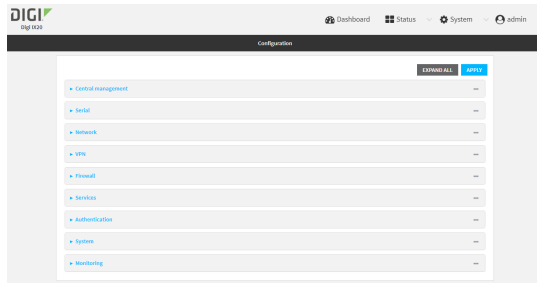 DIGI
Digi IX20
Dashboard Status System admin
Configuration
EXPAND ALL APPLY
Central management
Serial
Network
VPN
Firewall
Services
Authentication
System
Monitoring